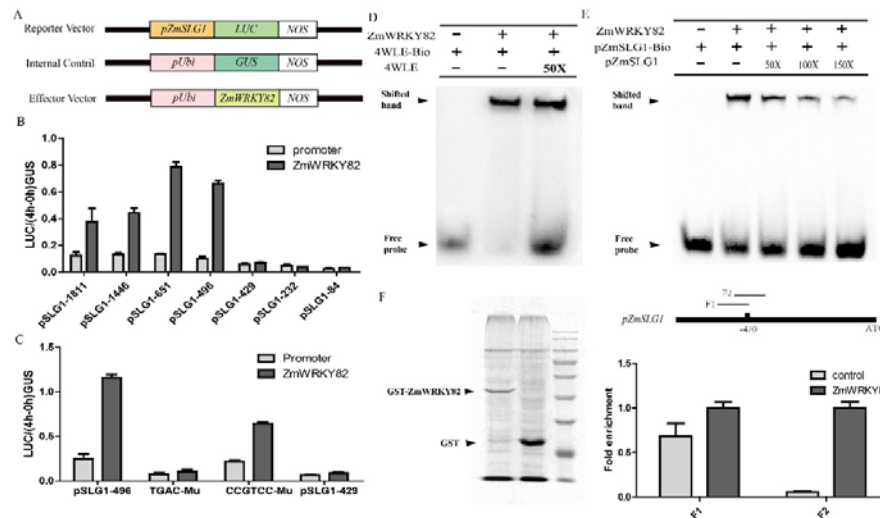 A
Reporter Vector pZmSLG1 LUC NOS
Internal Contril pUbi GUS NOS
Effector Vector pUbi ZmWRKY82 NOS
B
LUC/(4h-0h)GUS
1.0
0.8
0.6
0.4
0.2
0.0
promoter
ZmWRKY82
pSLG1-1811
pSLG1-1446
pSLG1-651
pSLG1-496
pSLG1-429
pSLG1-232
pSLG1-84
C
LUC/(4h-0h)GUS
1.5
1.0
0.5
0.0
Promoter
ZmWRKY82
pSLG1-496 TGAC-Mu CCGTCC-Mu pSLG1-429
D
ZmWRKY82 - + +
4WLE-Bio + + +
4WLE - - 50X
Shifted
band
Free
probe
E
ZmWRKY82 - + + + +
pZmSLG1-Bio + + + + +
pZmSLG1 - - 50X 100X 150X
Shifted
band
Free
probe
F
GST-ZmWRKY82
GST
F1
pZmSLG1
-470
Fold enrichment
1.5
1.0
0.5
0.0
control
ZmWRKY8
F1
F2